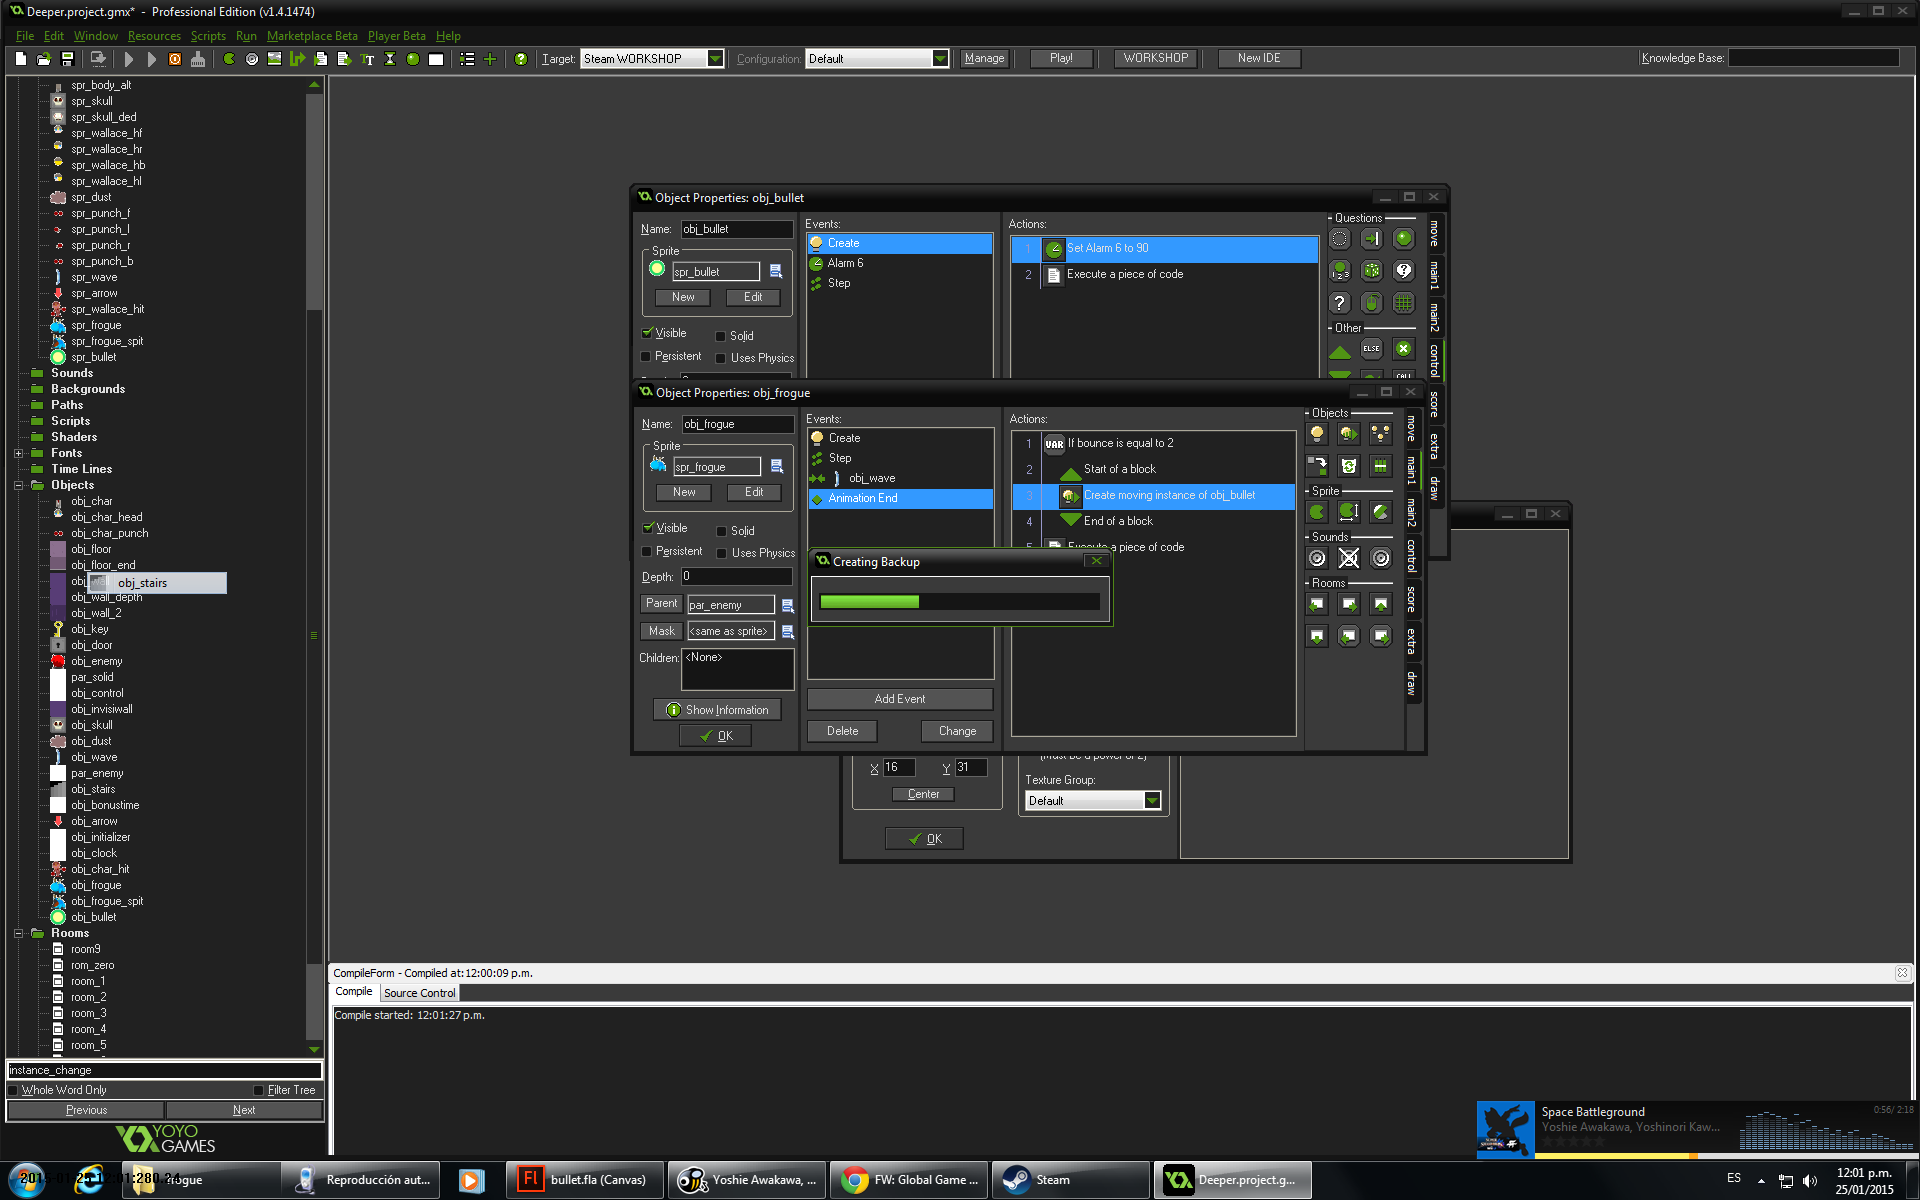 Deeper.project.gmx* - Professional Edition (v1.4.1474)
File Edit Window Resources Scripts Run Marketplace Beta Player Beta Help
Target: Steam WORKSHOP Configuration: Default Manage Play! WORKSHOP New IDE Knowledge Base:
spr_body_alt
spr_skull
spr_skull_ded
spr_wallace_hf
spr_wallace_hr
spr_wallace_hb
spr_wallace_hl
spr_dust
spr_punch_f
spr_punch_l
spr_punch_r
spr_punch_b
spr_wave
spr_arrow
spr_wallace_hit
spr_frogue
spr_frogue_spit
spr_bullet
Sounds
Backgrounds
Paths
Scripts
Shaders
Fonts
Time Lines
Objects
obj_char
obj_char_head
obj_char_punch
obj_floor
obj_floor_end
obj_stairs
obj_wall_depth
obj_wall_2
obj_key
obj_door
obj_enemy
par_solid
obj_control
obj_invisiwall
obj_skull
obj_dust
obj_wave
par_enemy
obj_stairs
obj_bonustime
obj_arrow
obj_initializer
obj_clock
obj_char_hit
obj_frogue
obj_frogue_spit
obj_bullet
Rooms
room9
rom_zero
room_1
room_2
room_3
room_4
room_5
instance_change
Whole Word Only Filter Tree
Previous Next
YOYO GAMES
Object Properties: obj_bullet
Name: obj_bullet
Sprite
spr_bullet
New Edit
Visible Solid
Persistent Uses Physics
Events:
Create
Alarm 6
Step
Actions:
1 Set Alarm 6 to 90
2 Execute a piece of code
Questions
Other
ELSE
move
main1
main2
control
score
extra
draw
Object Properties: obj_frogue
Name: obj_frogue
Sprite
spr_frogue
New Edit
Visible Solid
Persistent Uses Physics
Depth: 0
Parent par_enemy
Mask <same as sprite>
Children: <None>
Show Information
OK
Events:
Create
Step
obj_wave
Animation End
Add Event
Delete Change
Actions:
1 VAR If bounce is equal to 2
2 Start of a block
3 Create moving instance of obj_bullet
4 End of a block
Execute a piece of code
Objects
Sprite
Sounds
Rooms
move
main1
main2
control
score
extra
draw
Creating Backup
X 16 Y 31
Center
OK
(Must be a power of 2)
Texture Group:
Default
CompileForm - Compiled at:12:00:09 p.m.
Compile Source Control
Compile started: 12:01:27 p.m.
Space Battleground 0:56/ 2:18
Yoshie Awakawa, Yoshinori Kaw...
Reproducción aut...
bullet.fla (Canvas)
Yoshie Awakawa, ...
FW: Global Game ...
Steam
Deeper.project.g...
ES
12:01 p.m.
25/01/2015